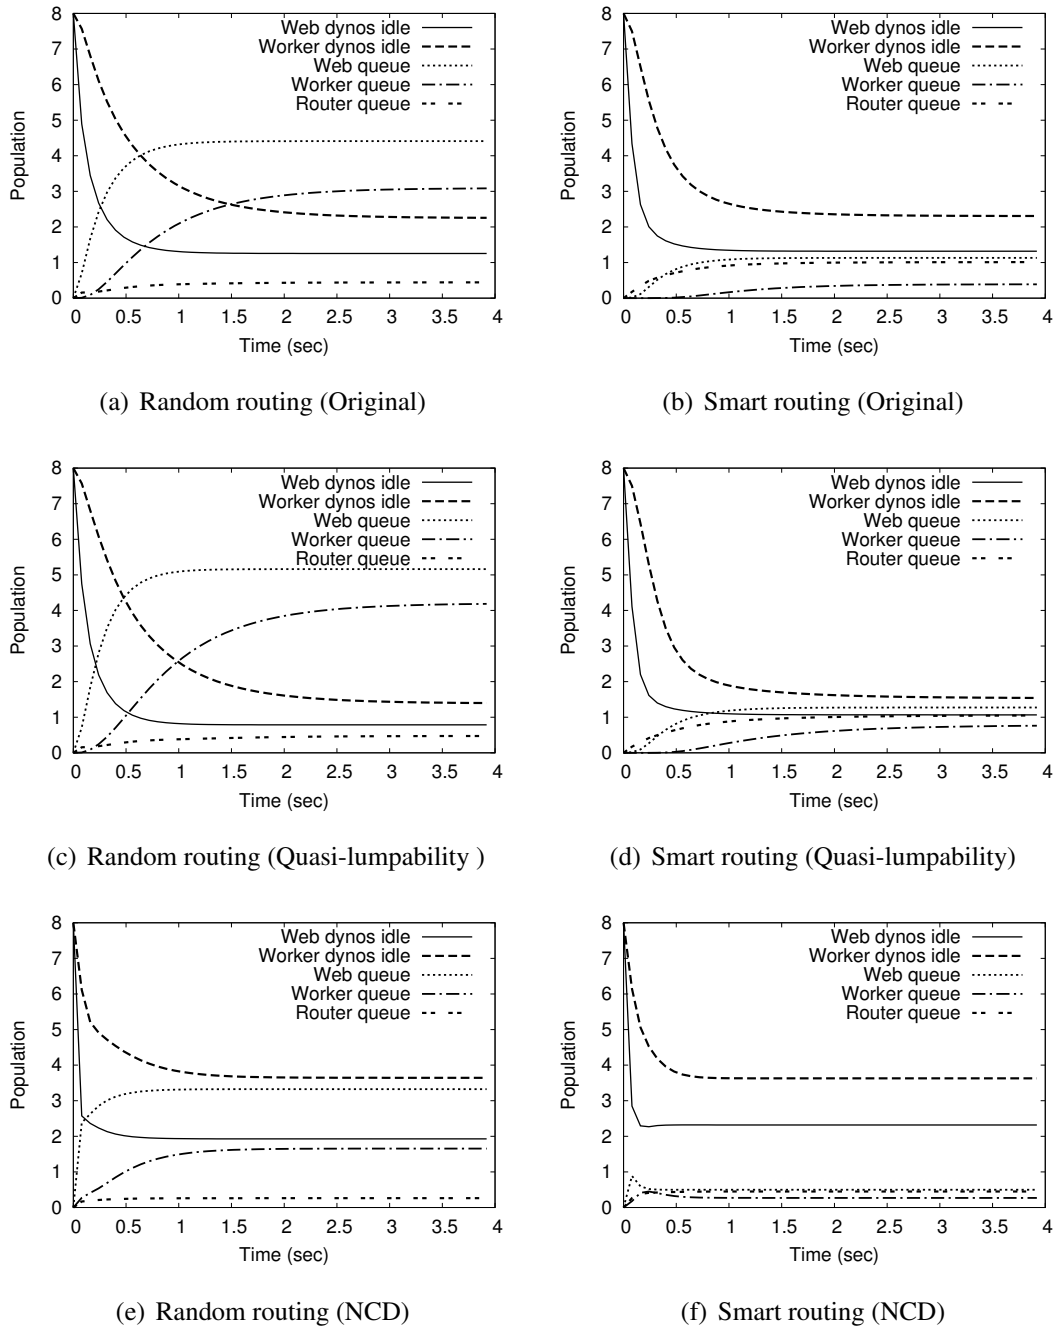 8
7
6
5
4
3
2
1
0
Population
Web dynos idle
Worker dynos idle
Web queue
Worker queue
Router queue
0 0.5 1 1.5 2 2.5 3 3.5 4
Time (sec)
(a) Random routing (Original)
8
7
6
5
4
3
2
1
0
Population
Web dynos idle
Worker dynos idle
Web queue
Worker queue
Router queue
0 0.5 1 1.5 2 2.5 3 3.5 4
Time (sec)
(b) Smart routing (Original)
8
7
6
5
4
3
2
1
0
Population
Web dynos idle
Worker dynos idle
Web queue
Worker queue
Router queue
0 0.5 1 1.5 2 2.5 3 3.5 4
Time (sec)
(c) Random routing (Quasi-lumpability )
8
7
6
5
4
3
2
1
0
Population
Web dynos idle
Worker dynos idle
Web queue
Worker queue
Router queue
0 0.5 1 1.5 2 2.5 3 3.5 4
Time (sec)
(d) Smart routing (Quasi-lumpability)
8
7
6
5
4
3
2
1
0
Population
Web dynos idle
Worker dynos idle
Web queue
Worker queue
Router queue
0 0.5 1 1.5 2 2.5 3 3.5 4
Time (sec)
(e) Random routing (NCD)
8
7
6
5
4
3
2
1
0
Population
Web dynos idle
Worker dynos idle
Web queue
Worker queue
Router queue
0 0.5 1 1.5 2 2.5 3 3.5 4
Time (sec)
(f) Smart routing (NCD)